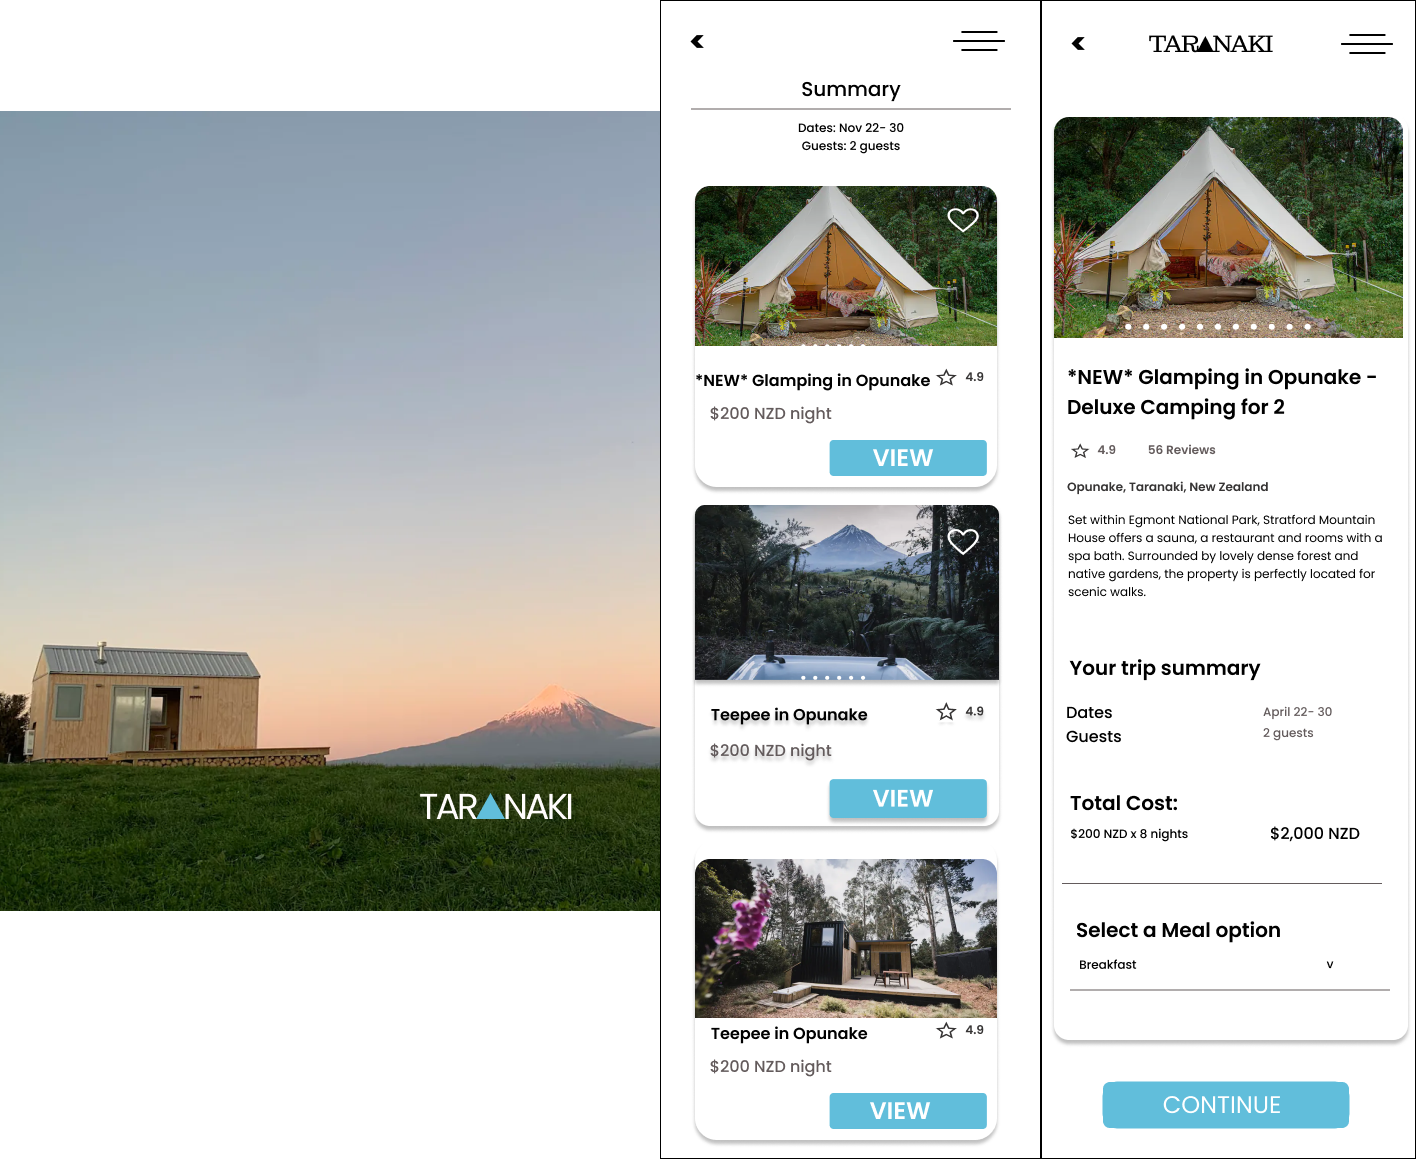 TARANAKI
Summary
Dates: Nov 22- 30
Guests: 2 guests
*NEW* Glamping in Opunake 4.9
$200 NZD night
VIEW
Teepee in Opunake 4.9
$200 NZD night
VIEW
Teepee in Opunake 4.9
$200 NZD night
VIEW
TARANAKI
*NEW* Glamping in Opunake -
Deluxe Camping for 2
4.9 56 Reviews
Opunake, Taranaki, New Zealand
Set within Egmont National Park, Stratford Mountain
House offers a sauna, a restaurant and rooms with a
spa bath. Surrounded by lovely dense forest and
native gardens, the property is perfectly located for
scenic walks.
Your trip summary
Dates April 22- 30
Guests 2 guests
Total Cost:
$200 NZD x 8 nights $2,000 NZD
Select a Meal option
Breakfast v
CONTINUE